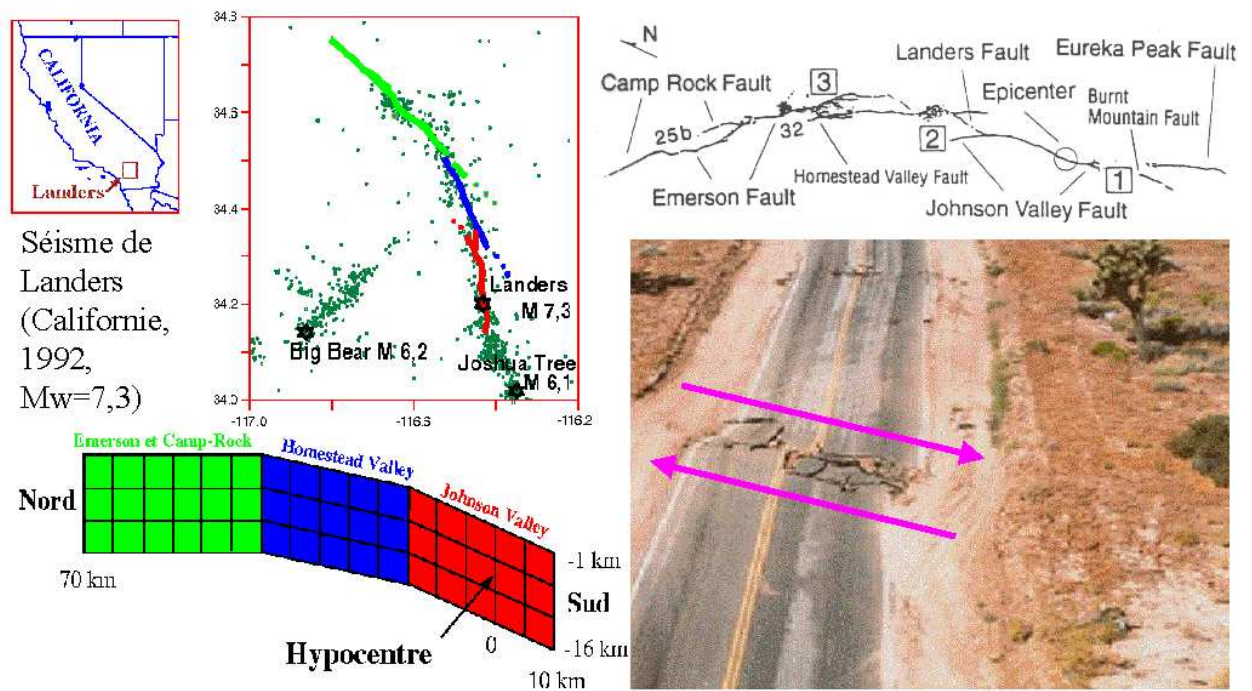 CALIFORNIA
Landers
Séisme de
Landers
(Californie,
1992,
Mw=7,3)
34.3
34.5
34.4
34.2
34.0
-117.0
-116.5
-116.2
Landers
M 7,3
Big Bear M 6,2
Joshua Tree
M 6,1
N
Camp Rock Fault
3
Landers Fault
Eureka Peak Fault
Epicenter
Burnt
Mountain Fault
25b
32
2
1
Emerson Fault
Homestead Valley Fault
Johnson Valley Fault
Emerson et Camp-Rock
Homestead Valley
Johnson Valley
Nord
70 km
-1 km
Sud
-16 km
Hypocentre
0
10 km